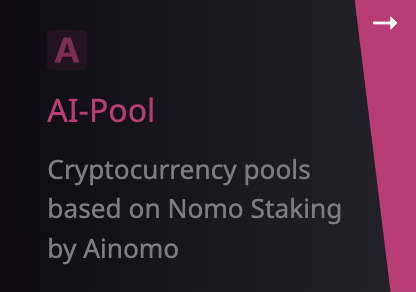 A
AI-Pool
Cryptocurrency pools
based on Nomo Staking
by Ainomo